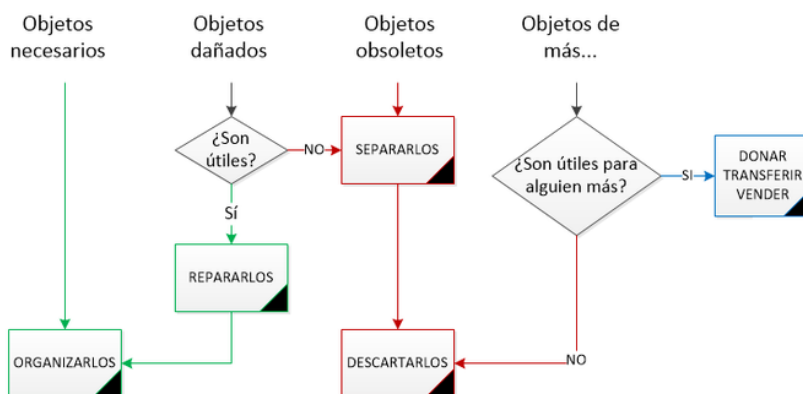 Objetos
necesarios
Objetos
dañados
Objetos
obsoletos
Objetos de
más...
¿Son
útiles?
NO
SEPARARLOS
¿Son útiles para
alguien más?
SI
DONAR
TRANSFERIR
VENDER
Sí
REPARARLOS
ORGANIZARLOS
DESCARTARLOS
NO